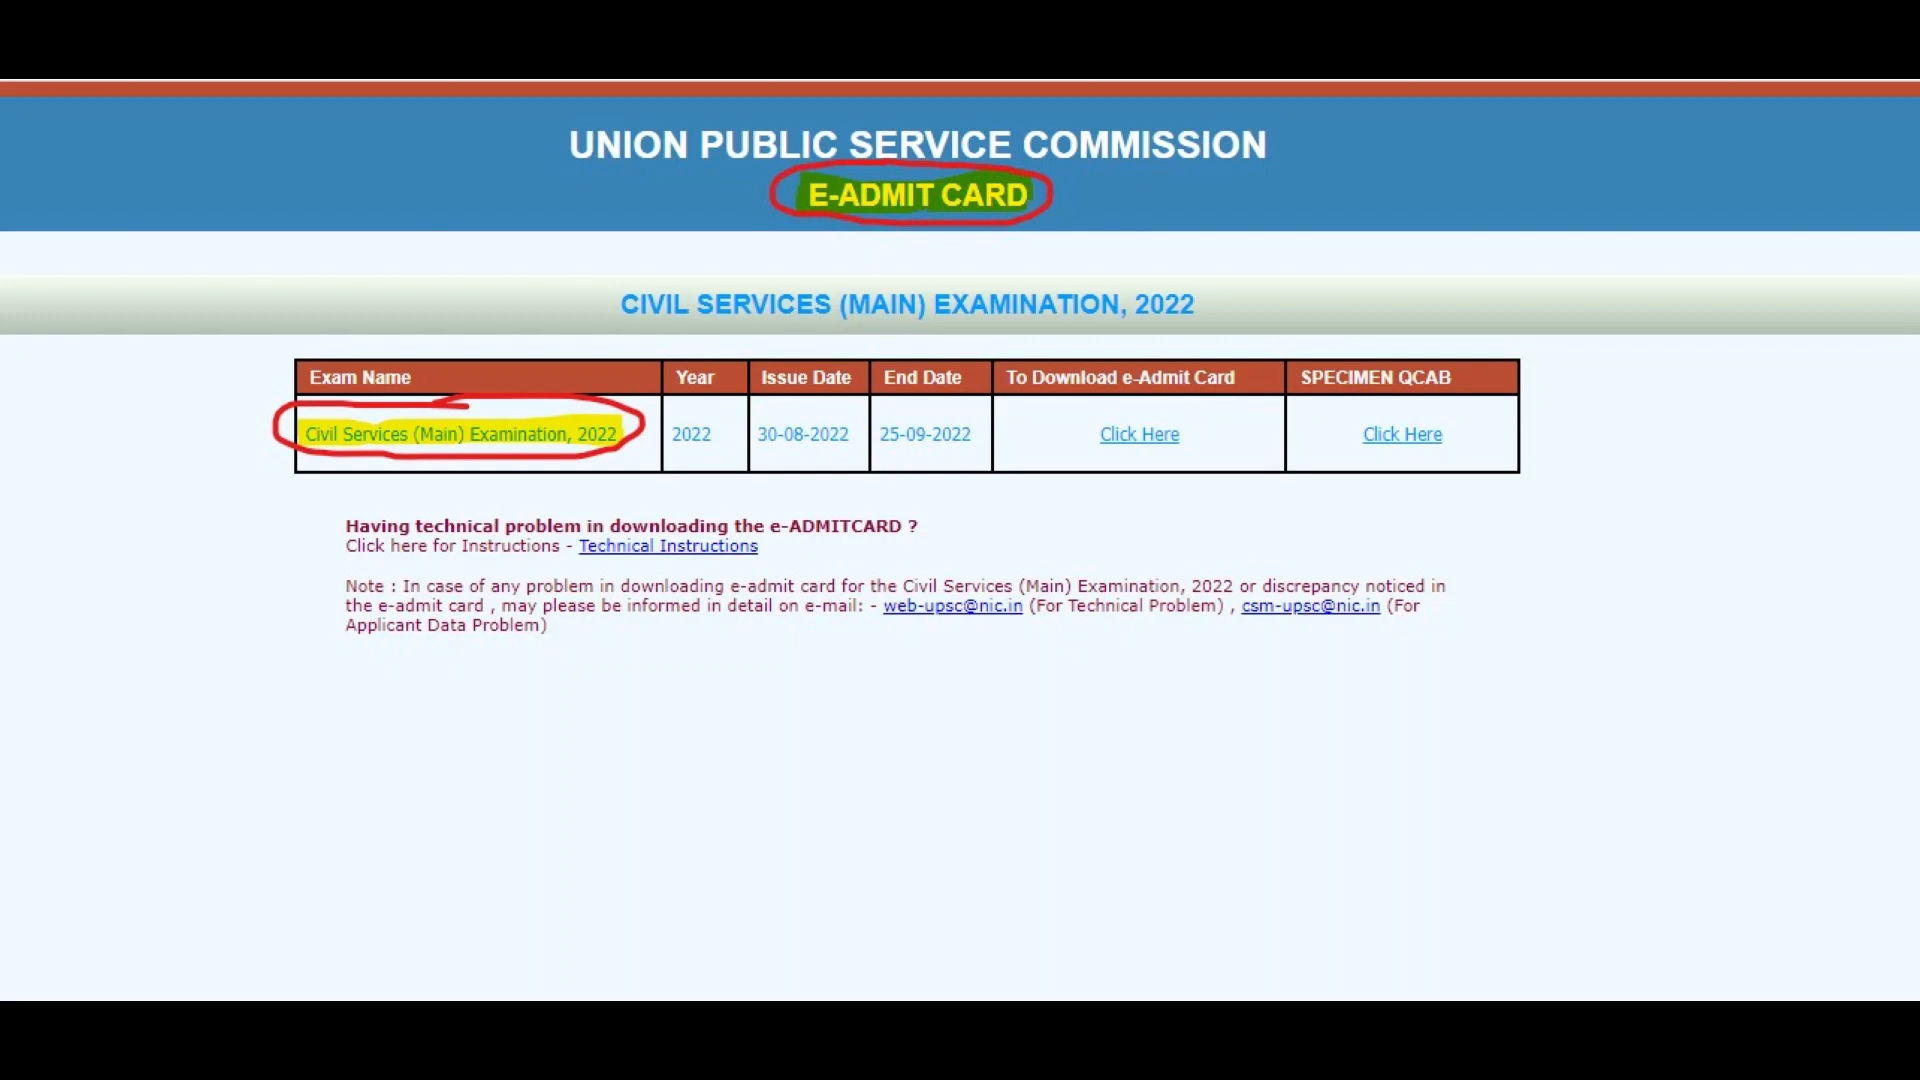 UNION PUBLIC SERVICE COMMISSION
E-ADMIT CARD
CIVIL SERVICES (MAIN) EXAMINATION, 2022
Exam Name Year Issue Date End Date To Download e-Admit Card SPECIMEN QCAB
Civil Services (Main) Examination, 2022 2022 30-08-2022 25-09-2022 Click Here Click Here
Having technical problem in downloading the e-ADMITCARD ?
Click here for Instructions - Technical Instructions
Note : In case of any problem in downloading e-admit card for the Civil Services (Main) Examination, 2022 or discrepancy noticed in
the e-admit card , may please be informed in detail on e-mail: - web-upsc@nic.in (For Technical Problem) , csm-upsc@nic.in (For
Applicant Data Problem)